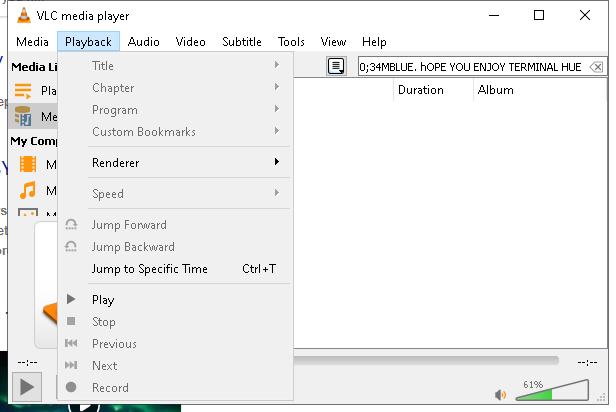 VLC media player
Media Playback Audio Video Subtitle Tools View Help
Media Li
Pla
Me
My Comp
M
M
M
0;34MBLUE. hOPE YOU ENJOY TERMINAL HUE
Duration Album
Title
Chapter
Program
Custom Bookmarks
Renderer
Speed
Jump Forward
Jump Backward
Jump to Specific Time Ctrl+T
Play
Stop
Previous
Next
Record
--:-- --:--
61%